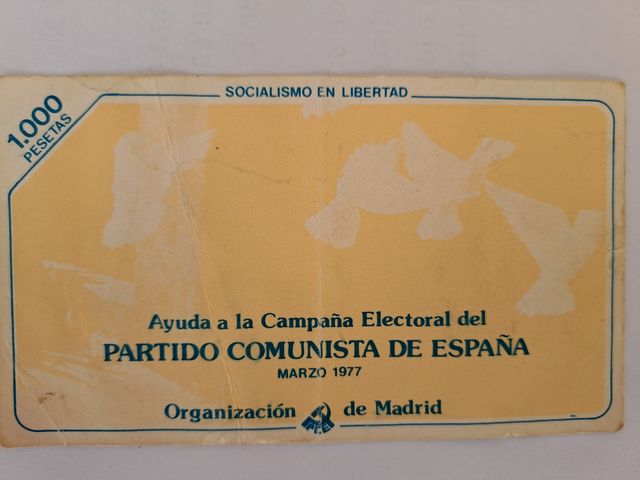 SOCIALISMO EN LIBERTAD
1.000
PESETAS
Ayuda a la Campaña Electoral del
PARTIDO COMUNISTA DE ESPAÑA
MARZO 1977
Organización de Madrid
PCE